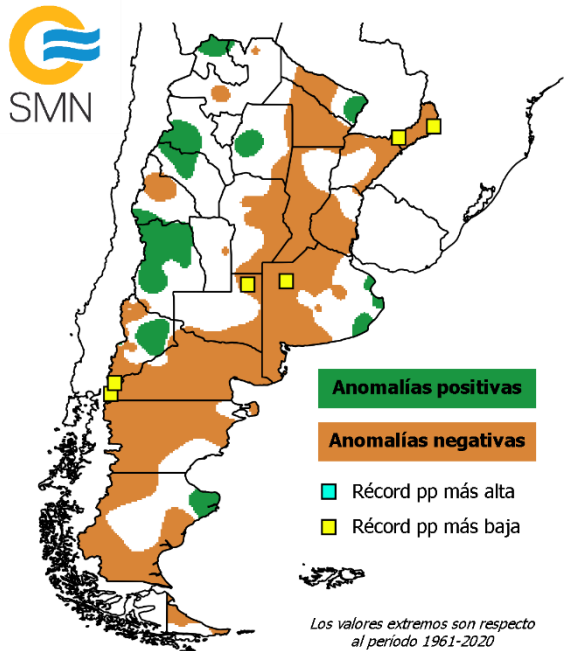 SMN
Anomalías positivas
Anomalías negativas
Récord pp más alta
Récord pp más baja
Los valores extremos son respecto
al período 1961-2020